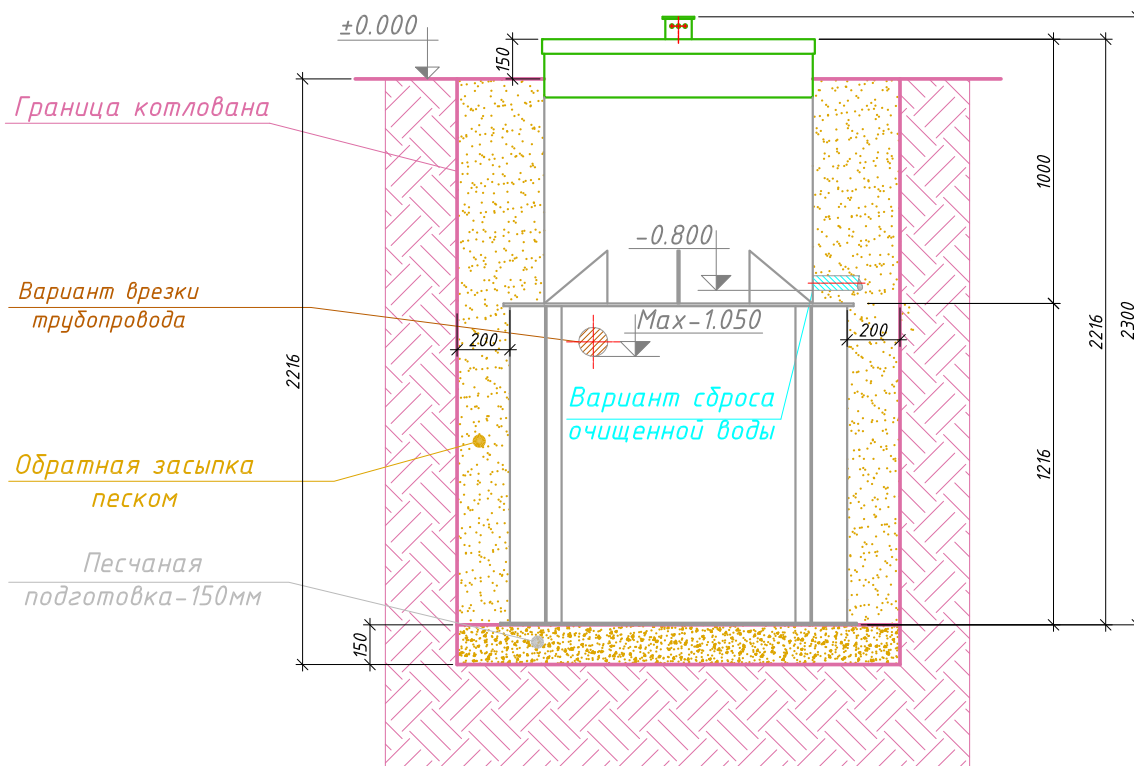 ±0.000
150
Граница котлована
1000
-0.800
Вариант врезки
трубопровода
Max-1.050
200
200
2216
2216
2300
Вариант сброса
очищенной воды
Обратная засыпка
песком
1216
Песчаная
подготовка-150мм
150